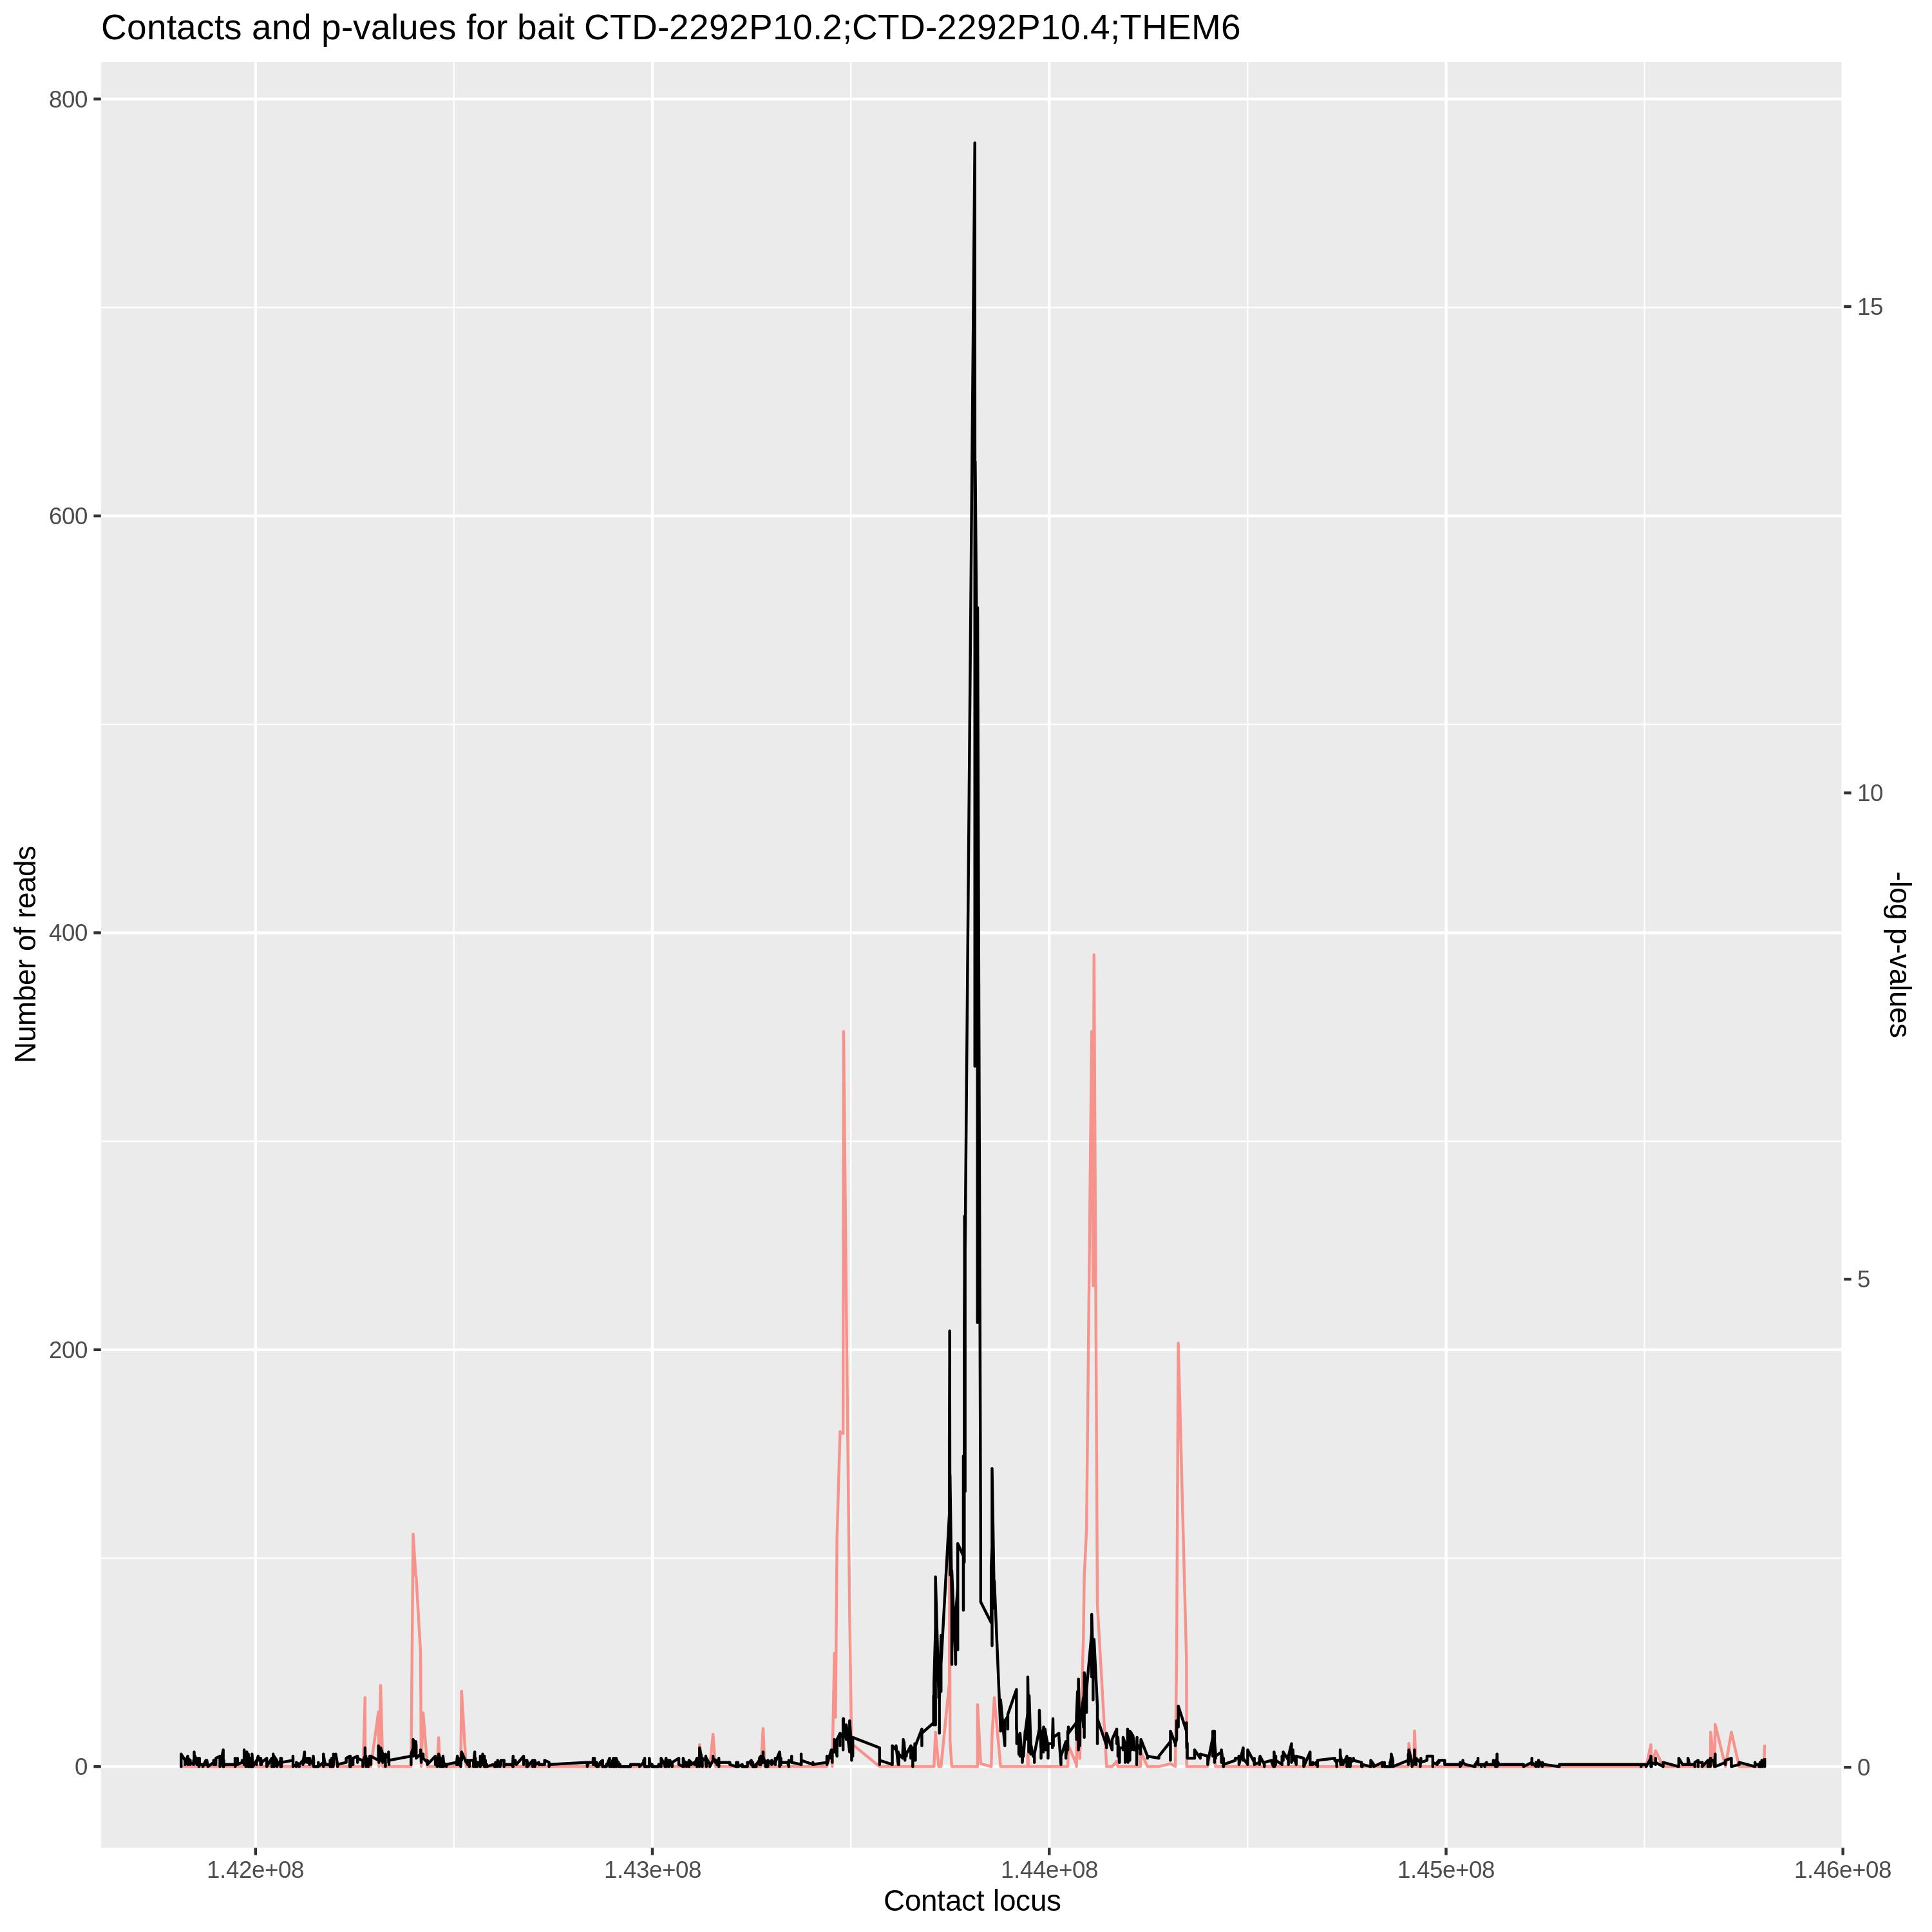 Contacts and p-values for bait CTD-2292P10.2;CTD-2292P10.4;THEM6
800
600
400
200
0
Number of reads
15
10
5
0
-log p-values
1.42e+08
1.43e+08
1.44e+08
1.45e+08
1.46e+08
Contact locus